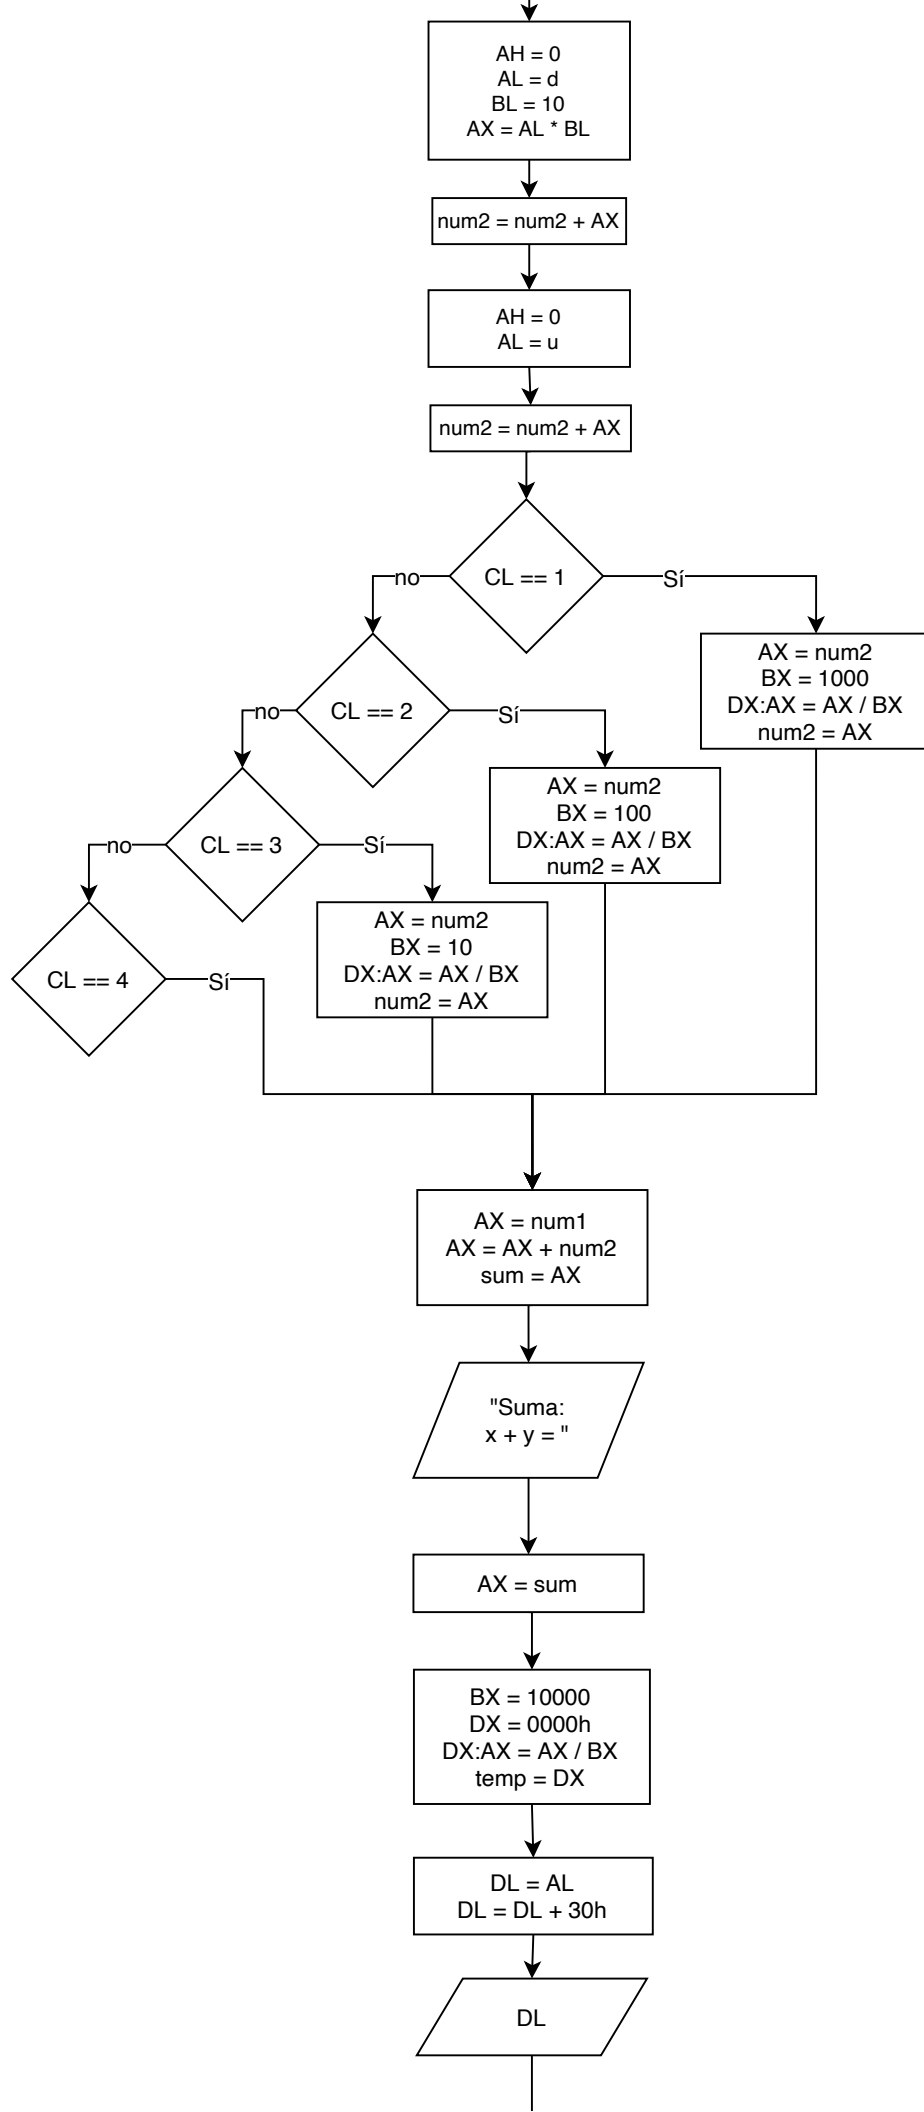 AH = 0
AL = d
BL = 10
AX = AL * BL
num2 = num2 + AX
AH = 0
AL = u
num2 = num2 + AX
CL == 1
no
Sí
AX = num2
BX = 1000
DX:AX = AX / BX
num2 = AX
CL == 2
no
Sí
AX = num2
BX = 100
DX:AX = AX / BX
num2 = AX
CL == 3
no
Sí
AX = num2
BX = 10
DX:AX = AX / BX
num2 = AX
CL == 4
Sí
AX = num1
AX = AX + num2
sum = AX
"Suma:
x + y = "
AX = sum
BX = 10000
DX = 0000h
DX:AX = AX / BX
temp = DX
DL = AL
DL = DL + 30h
DL